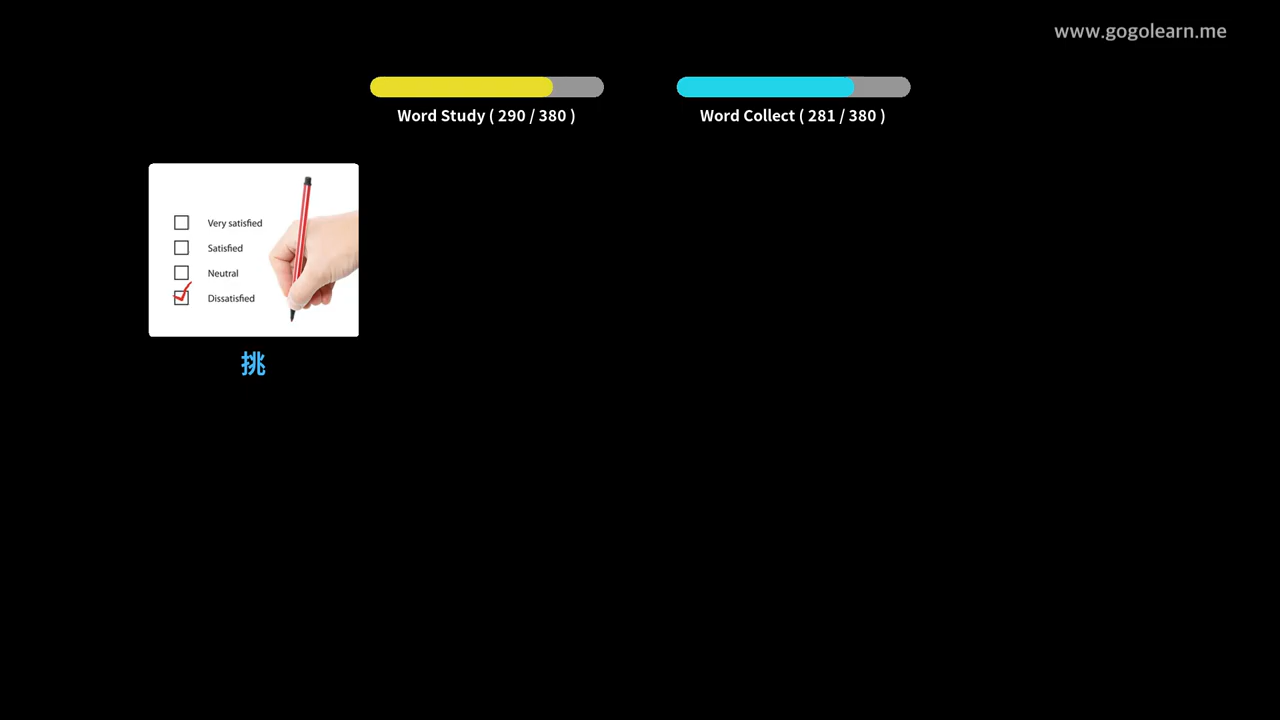 www.gogolearn.me
Word Study ( 290 / 380 )
Word Collect ( 281 / 380 )
Very satisfied
Satisfied
Neutral
Dissatisfied
挑